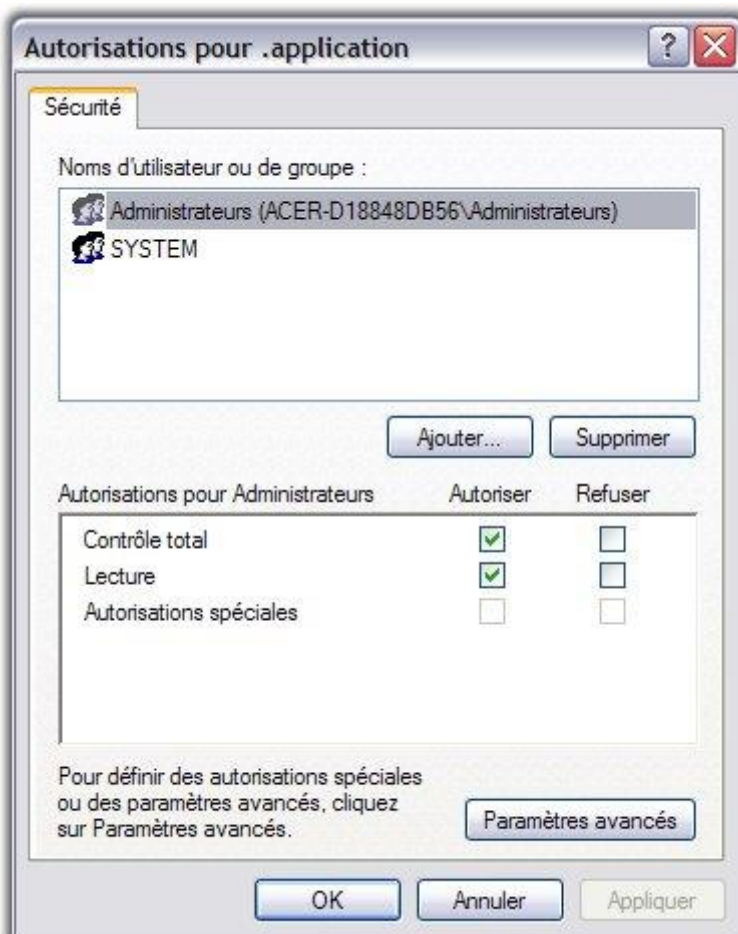 Autorisations pour .application
Sécurité
Noms d'utilisateur ou de groupe :
Administrateurs (ACER-D18848DB56\Administrateurs)
SYSTEM
Ajouter... Supprimer
Autorisations pour Administrateurs Autoriser Refuser
Contrôle total
Lecture
Autorisations spéciales
Pour définir des autorisations spéciales
ou des paramètres avancés, cliquez
sur Paramètres avancés.
Paramètres avancés
OK Annuler Appliquer